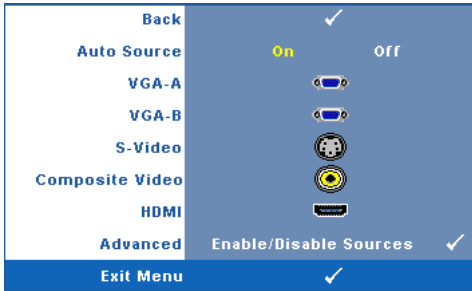 Back
Auto Source On Off
VGA-A
VGA-B
S-Video
Composite Video
HDMI
Advanced Enable/Disable Sources
Exit Menu